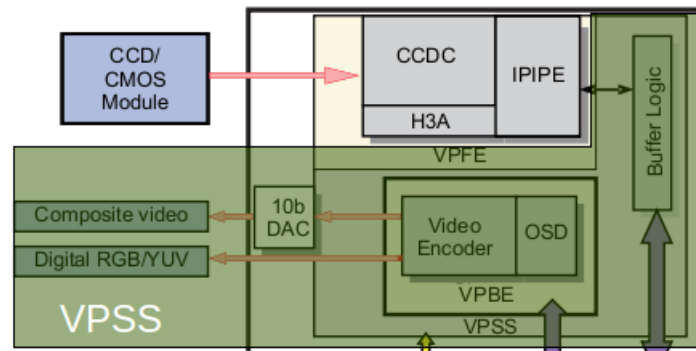 CCD/
CMOS
Module
CCDC
IPIPE
H3A
VPFE
Buffer Logic
Composite video
10b
DAC
Video
Encoder
OSD
Digital RGB/YUV
VPBE
VPSS
VPSS